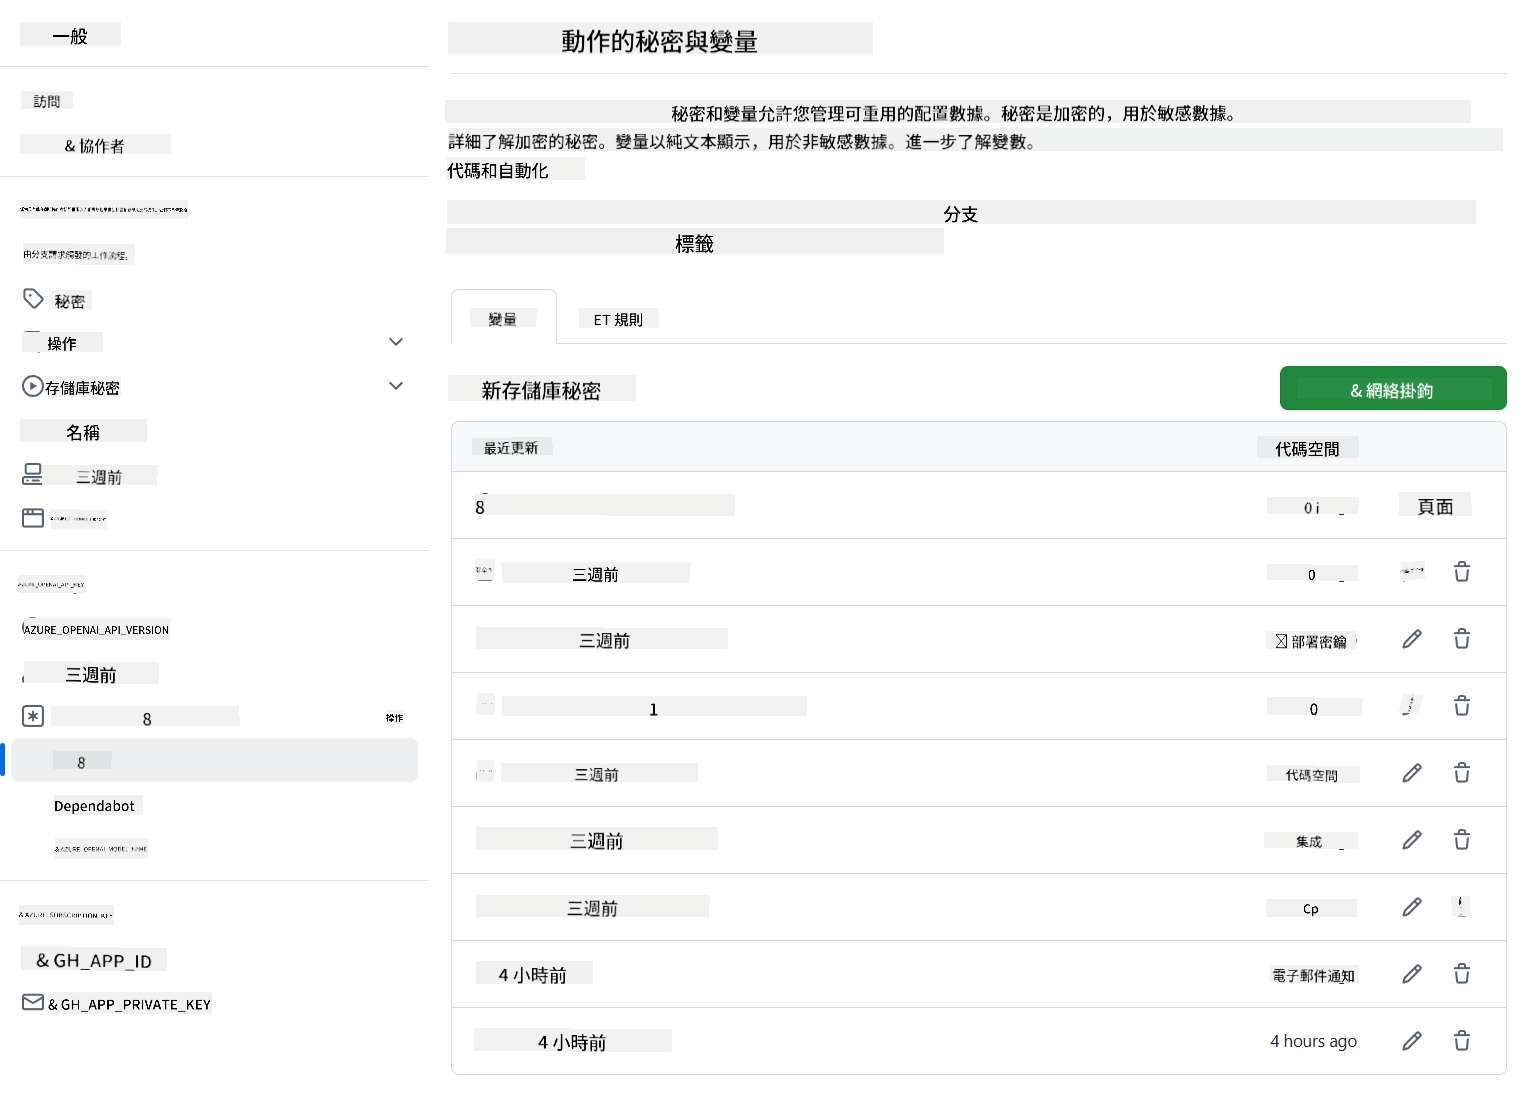 一般
訪問
& 協作者
由分支請求觸發的工作流程。
秘密
操作
存儲庫秘密
名稱
三週前
AZURE_OPENAI_API_KEY
AZURE_OPENAI_API_VERSION
三週前
8
操作
8
Dependabot
& AZURE_OPENAI_MODEL_NAME
& AZURE_SUBSCRIPTION_KEY
& GH_APP_ID
& GH_APP_PRIVATE_KEY
動作的秘密與變量
秘密和變量允許您管理可重用的配置數據。秘密是加密的，用於敏感數據。
詳細了解加密的秘密。變量以純文本顯示，用於非敏感數據。進一步了解變數。
代碼和自動化
分支
標籤
變量
ET 規則
新存儲庫秘密
& 網絡掛鉤
最近更新
代碼空間
8
0 i
頁面
三週前
0
三週前
部署密鑰
1
0
三週前
代碼空間
三週前
集成
三週前
Cp
4 小時前
電子郵件通知
4 小時前
4 hours ago